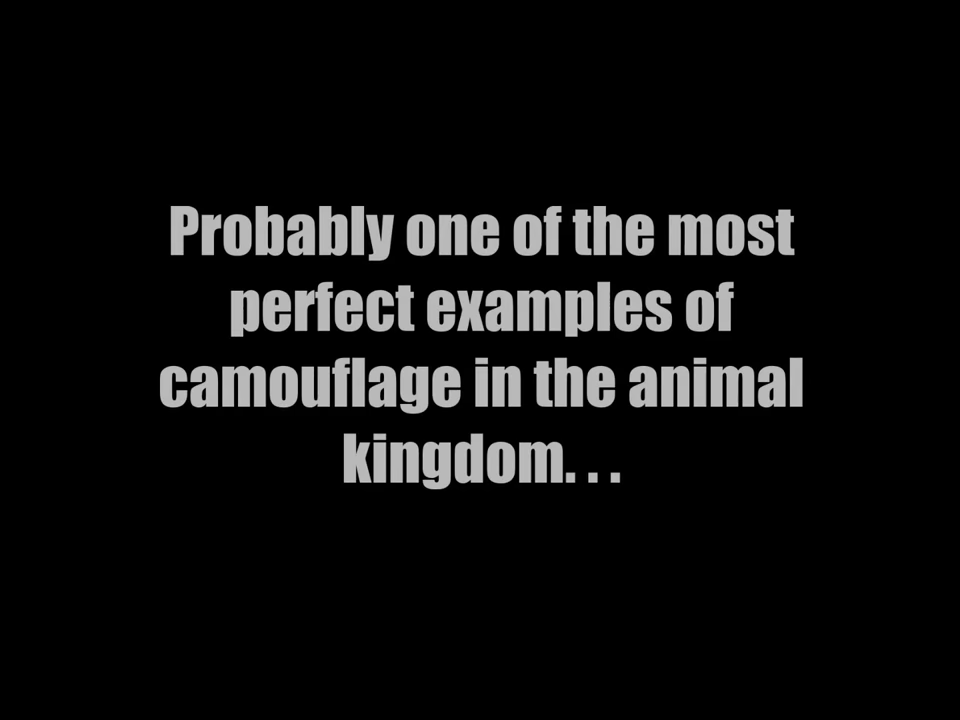 Probably one of the most
perfect examples of
camouflage in the animal
kingdom. . .